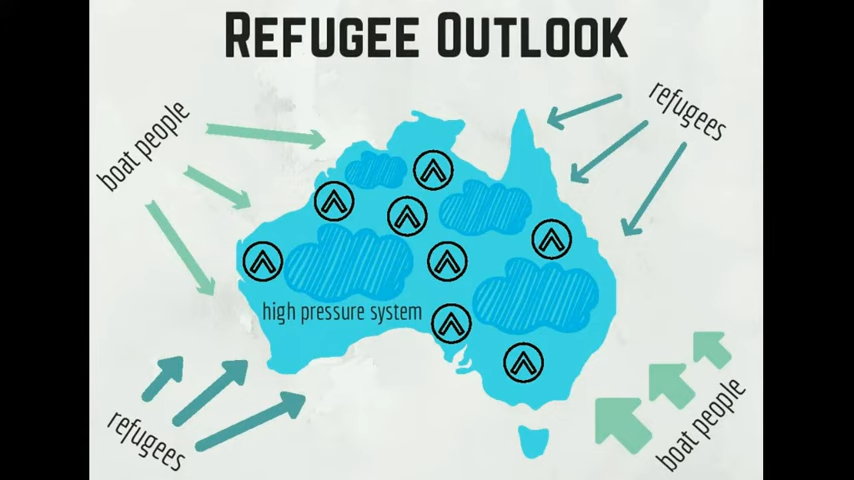 REFUGEE OUTLOOK
boat people
refugees
high pressure system
refugees
boat people